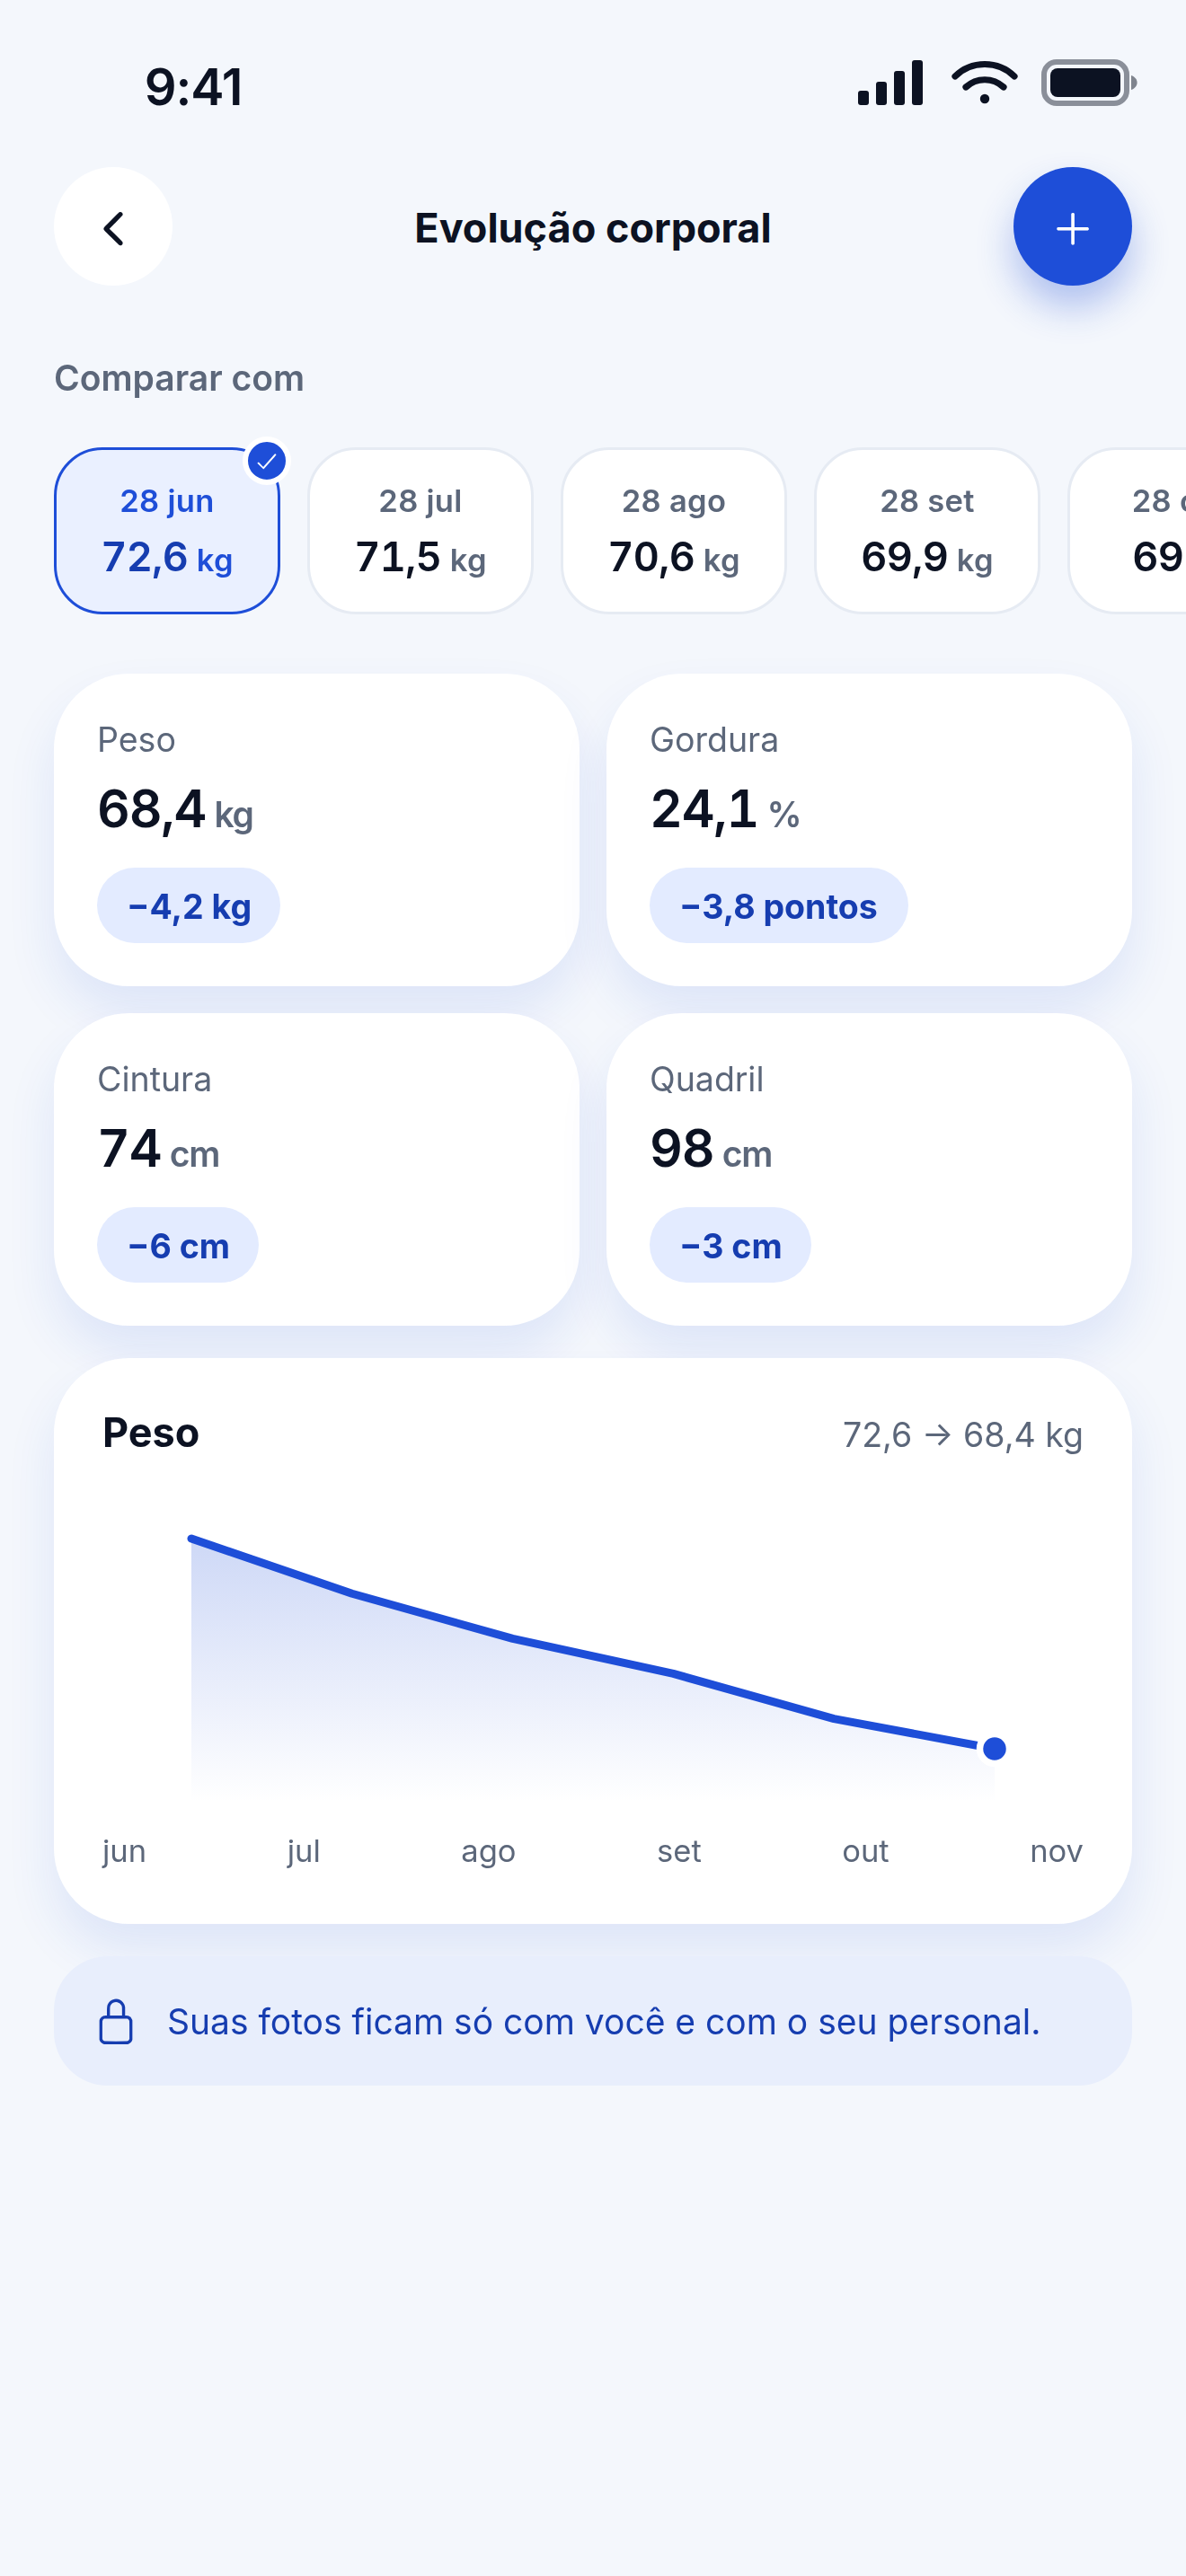 9:41
Evolução corporal
Comparar com
28 jun
72,6 kg
28 jul
71,5 kg
28 ago
70,6 kg
28 set
69,9 kg
28
69
Peso
68,4 kg
−4,2 kg
Gordura
24,1 %
−3,8 pontos
Cintura
74 cm
−6 cm
Quadril
98 cm
−3 cm
Peso
72,6 → 68,4 kg
jun jul ago set out nov
Suas fotos ficam só com você e com o seu personal.